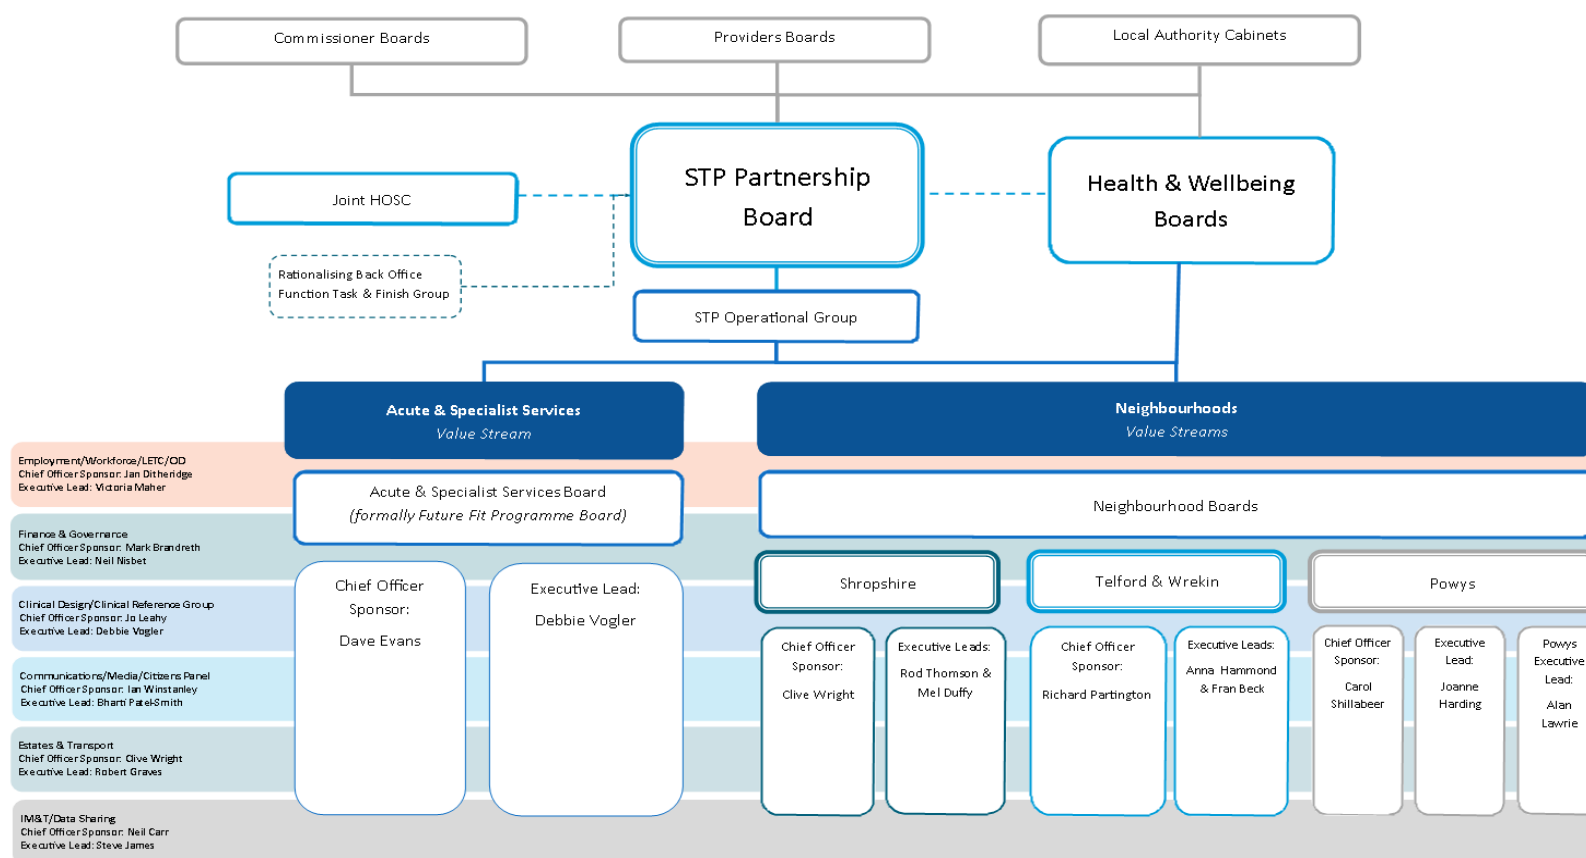 Commissioner Boards
Providers Boards
Local Authority Cabinets
STP Partnership
Board
Health & Wellbeing
Boards
Joint HOSC
Rationalising Back Office
Function Task & Finish Group
STP Operational Group
Acute & Specialist Services
Value Stream
Neighbourhoods
Value Streams
Employment/Workforce/LETC/OD
Chief Officer Sponsor: Jan Ditheridge
Executive Lead: Victoria Maher
Acute & Specialist Services Board
(formally Future Fit Programme Board)
Neighbourhood Boards
Finance & Governance
Chief Officer Sponsor: Mark Brandreth
Executive Lead: Neil Nisbet
Chief Officer
Sponsor:
Dave Evans
Executive Lead:
Debbie Vogler
Shropshire
Telford & Wrekin
Powys
Clinical Design/Clinical Reference Group
Chief Officer Sponsor: Jo Leahy
Executive Lead: Debbie Vogler
Chief Officer
Sponsor:
Clive Wright
Executive Leads:
Rod Thomson &
Mel Duffy
Chief Officer
Sponsor:
Richard Partington
Executive Leads:
Anna Hammond
& Fran Beck
Chief Officer
Sponsor:
Carol
Shillabeer
Executive
Lead:
Joanne
Harding
Powys
Executive
Lead:
Alan
Lawrie
Communications/Media/Citizens Panel
Chief Officer Sponsor: Ian Winstanley
Executive Lead: Bharti Patel-Smith
Estates & Transport
Chief Officer Sponsor: Clive Wright
Executive Lead: Robert Graves
IM&T/Data Sharing
Chief Officer Sponsor: Neil Carr
Executive Lead: Steve James